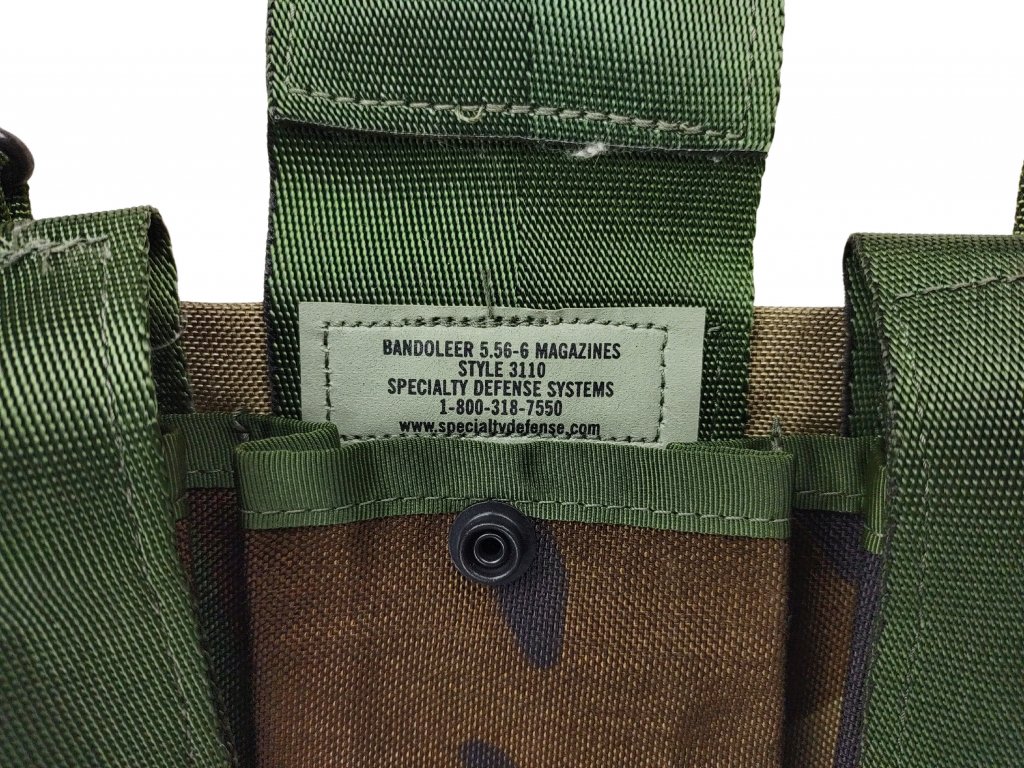 BANDOLEER 5.56-6 MAGAZINES
STYLE 3110
SPECIALTY DEFENSE SYSTEMS
1-800-318-7550
www.specialtydefense.com